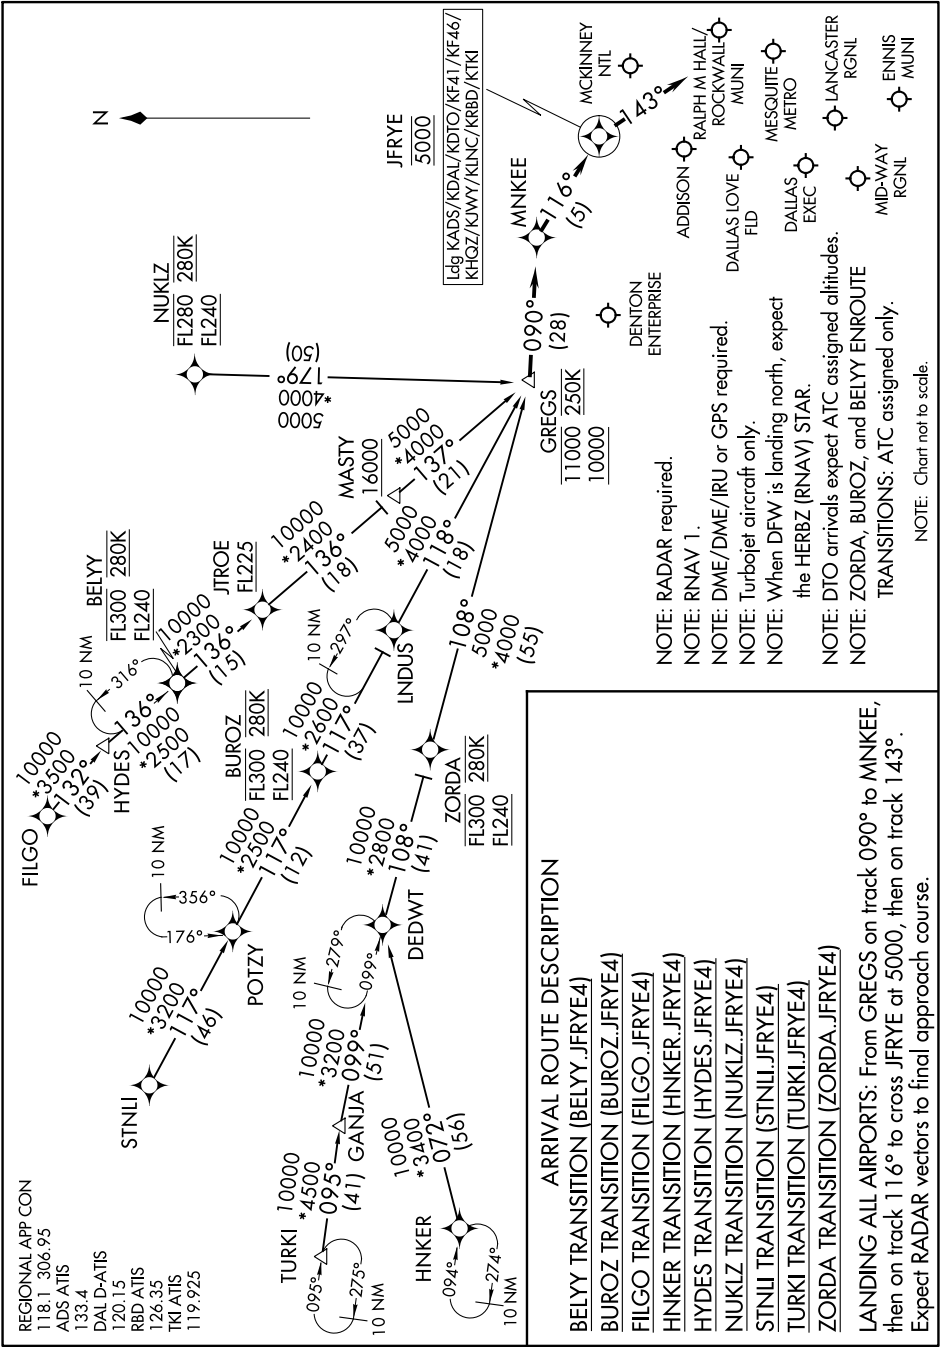 REGIONAL APP CON
118.1 306.95
ADS ATIS
133.4
DAL D-ATIS
120.15
RBD ATIS
126.35
TKI ATIS
119.925
N
FILGO
10000
*3500
132°
(39)
HYDES
136°
10000
*2500
(17)
10 NM
316°
BELYY
FL300 280K
FL240
10000
*2300
136°
(15)
JTROE
FL225
10000
*2400
136°
(18)
MASTY
16000
5000
*4000
137°
(21)
NUKLZ
FL280 280K
FL240
5000
*4000
179°
(50)
STNLI
10000
*3200
117°
(46)
POTZY
10 NM
356°
176°
10000
*2500
117°
(12)
BUROZ
FL300 280K
FL240
10000
*2600
117°
(37)
LNDUS
10 NM
297°
5000
*4000
118°
(18)
TURKI
10 NM
095°
275°
10000
*4500
095°
(41)
GANJA
10000
*3200
099°
(51)
DEDWT
10 NM
279°
099°
HNKER
10 NM
094°
274°
10000
*3400
072°
(56)
10000
*2800
108°
(41)
ZORDA
FL300 280K
FL240
108°
5000
*4000
(55)
GREGS
11000 250K
10000
090°
(28)
MNKEE
116°
(5)
JFRYE
5000
Ldg KADS/KDAL/KDTO/KF41/KF46/
KHQZ/KJWY/KLNC/KRBD/KTKI
143°
MCKINNEY
NTL
RALPH M HALL/
ROCKWALL
MUNI
MESQUITE
METRO
LANCASTER
RGNL
ENNIS
MUNI
ADDISON
DALLAS LOVE
FLD
DALLAS
EXEC
MID-WAY
RGNL
DENTON
ENTERPRISE
NOTE: RADAR required.
NOTE: RNAV 1.
NOTE: DME/DME/IRU or GPS required.
NOTE: Turbojet aircraft only.
NOTE: When DFW is landing north, expect
the HERBZ (RNAV) STAR.
NOTE: DTO arrivals expect ATC assigned altitudes.
NOTE: ZORDA, BUROZ, and BELYY ENROUTE
TRANSITIONS: ATC assigned only.
NOTE: Chart not to scale.
ARRIVAL ROUTE DESCRIPTION
BELYY TRANSITION (BELYY.JFRYE4)
BUROZ TRANSITION (BUROZ.JFRYE4)
FILGO TRANSITION (FILGO.JFRYE4)
HNKER TRANSITION (HNKER.JFRYE4)
HYDES TRANSITION (HYDES.JFRYE4)
NUKLZ TRANSITION (NUKLZ.JFRYE4)
STNLI TRANSITION (STNLI.JFRYE4)
TURKI TRANSITION (TURKI.JFRYE4)
ZORDA TRANSITION (ZORDA.JFRYE4)
LANDING ALL AIRPORTS: From GREGS on track 090° to MNKEE,
then on track 116° to cross JFRYE at 5000, then on track 143°.
Expect RADAR vectors to final approach course.